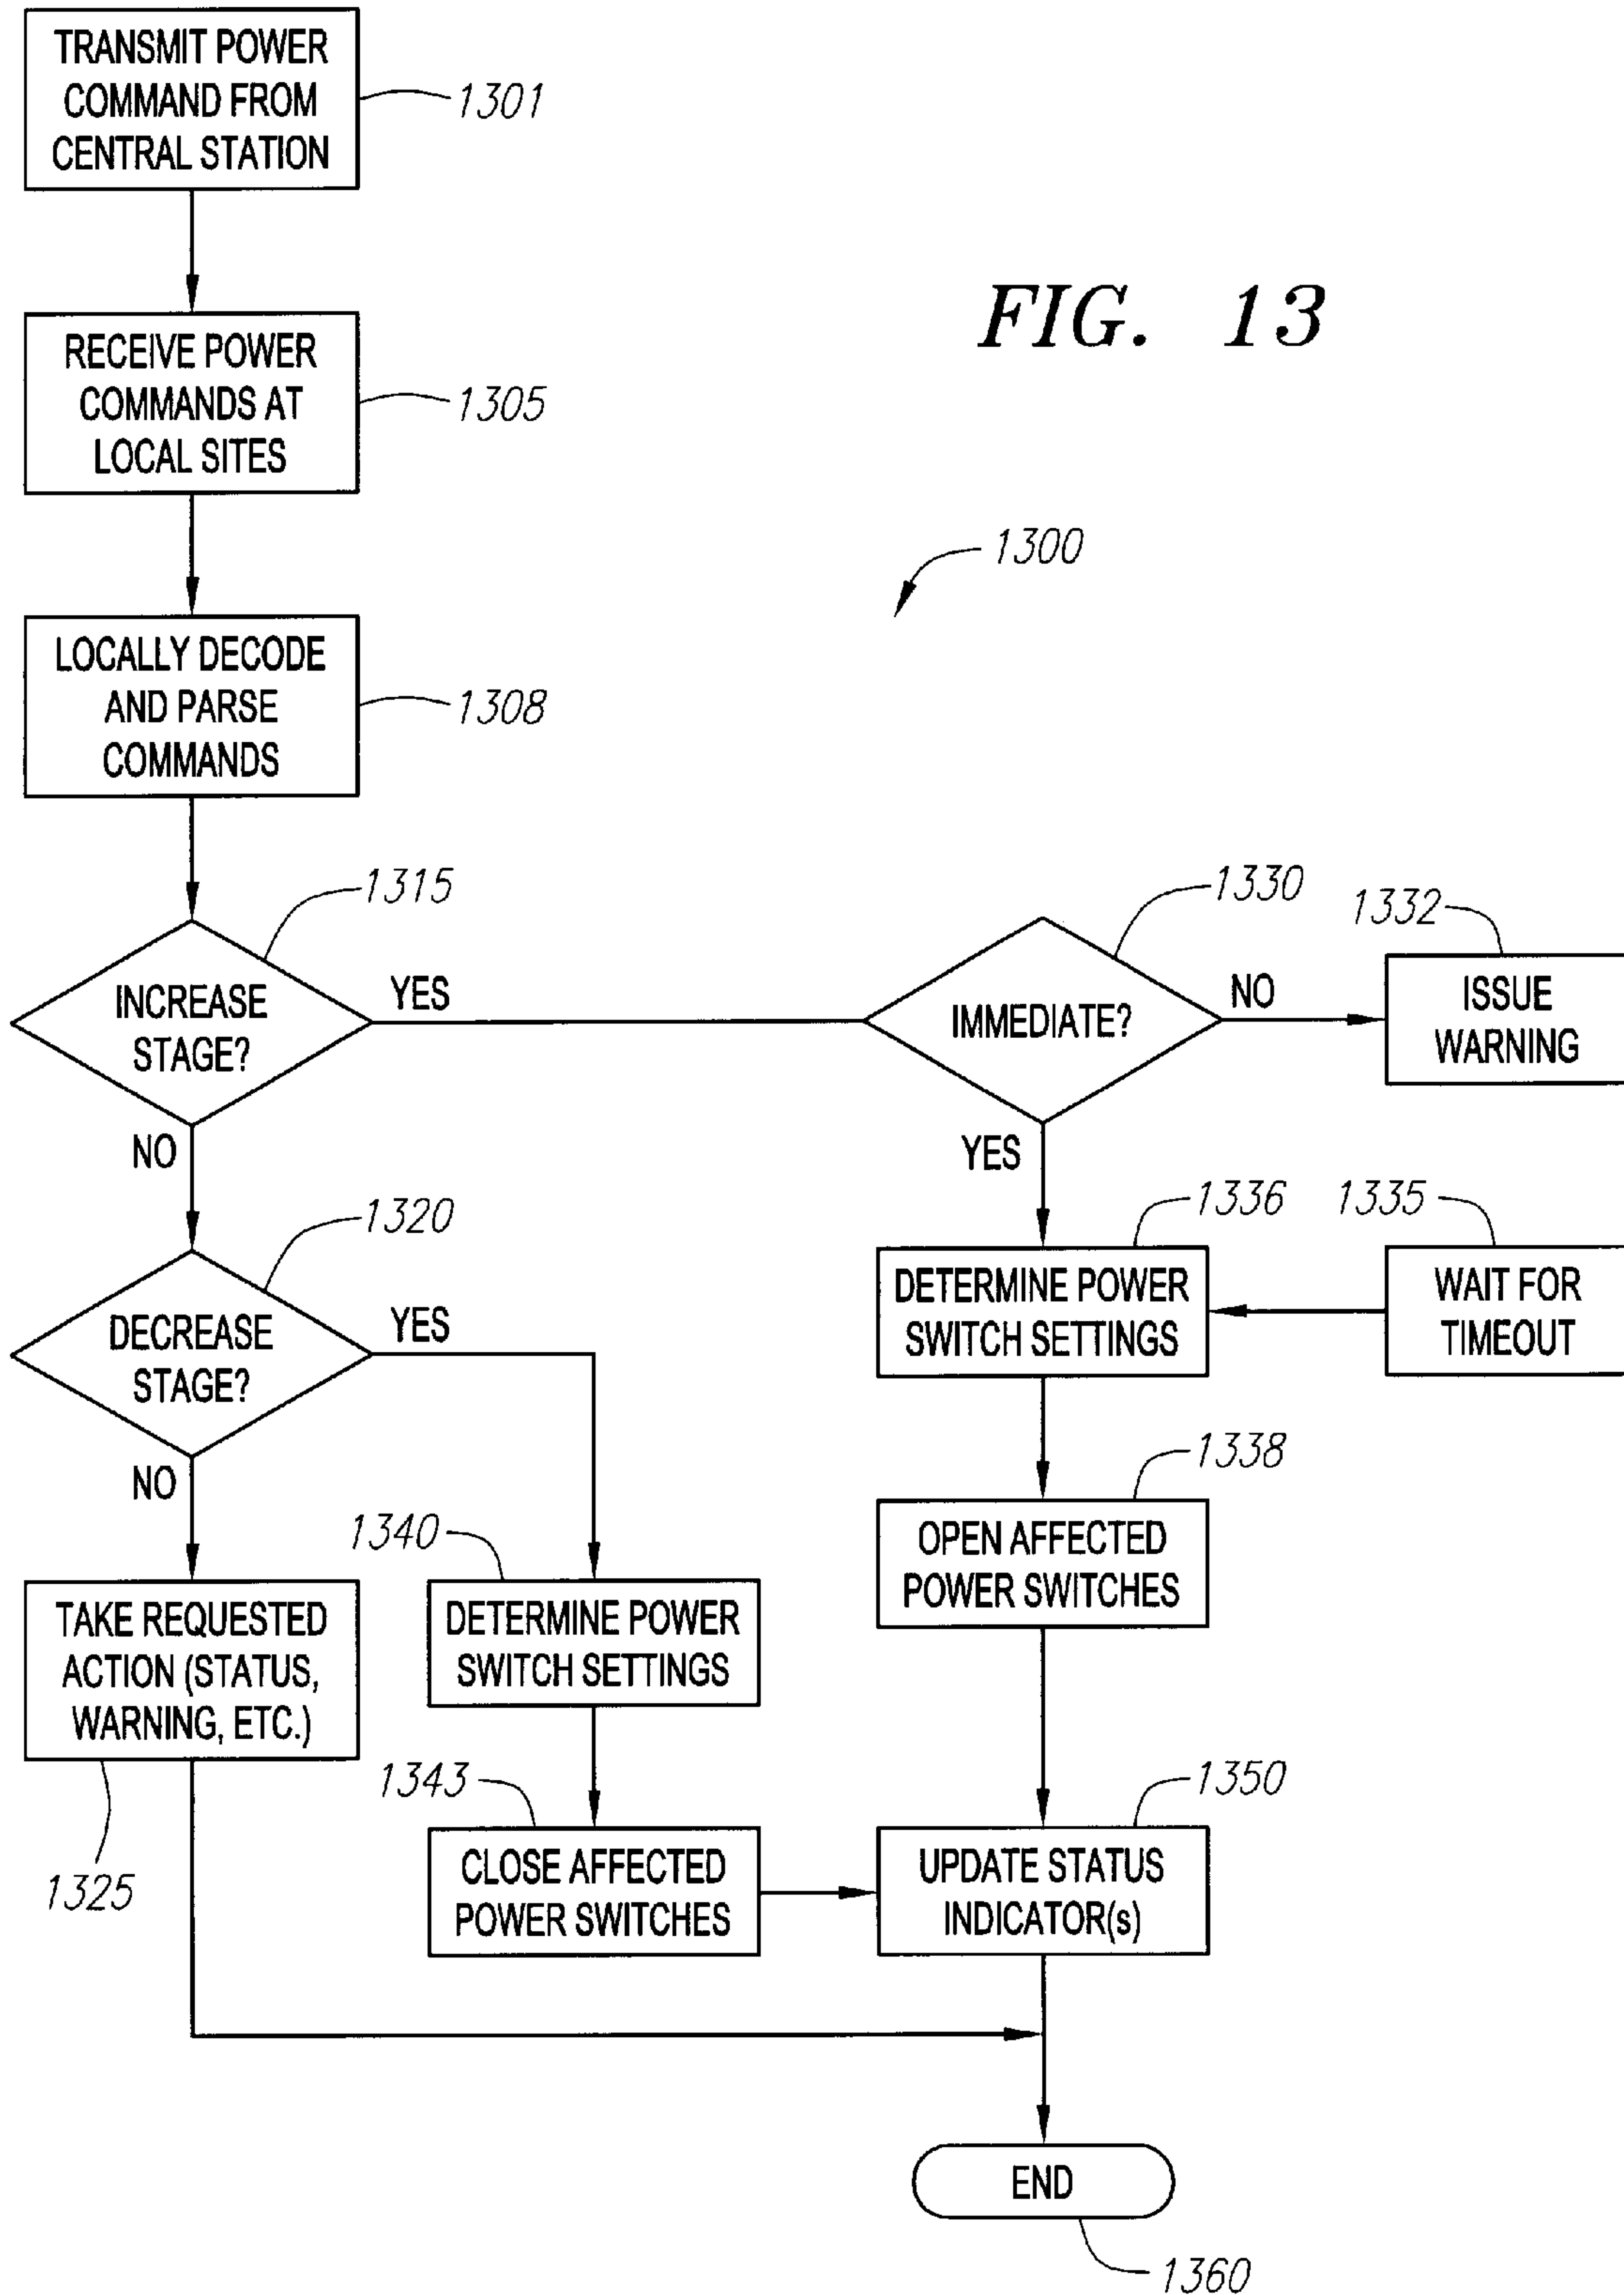 TRANSMIT POWER
COMMAND FROM
CENTRAL STATION
1301
FIG. 13
RECEIVE POWER
COMMANDS AT
LOCAL SITES
1305
1300
LOCALLY DECODE
AND PARSE
COMMANDS
1308
1315
INCREASE
STAGE?
YES
NO
1330
IMMEDIATE?
NO
YES
1332
ISSUE
WARNING
1320
DECREASE
STAGE?
YES
NO
1336
DETERMINE POWER
SWITCH SETTINGS
1335
WAIT FOR
TIMEOUT
1338
OPEN AFFECTED
POWER SWITCHES
1340
DETERMINE POWER
SWITCH SETTINGS
TAKE REQUESTED
ACTION (STATUS,
WARNING, ETC.)
1325
1343
CLOSE AFFECTED
POWER SWITCHES
1350
UPDATE STATUS
INDICATOR(s)
END
1360